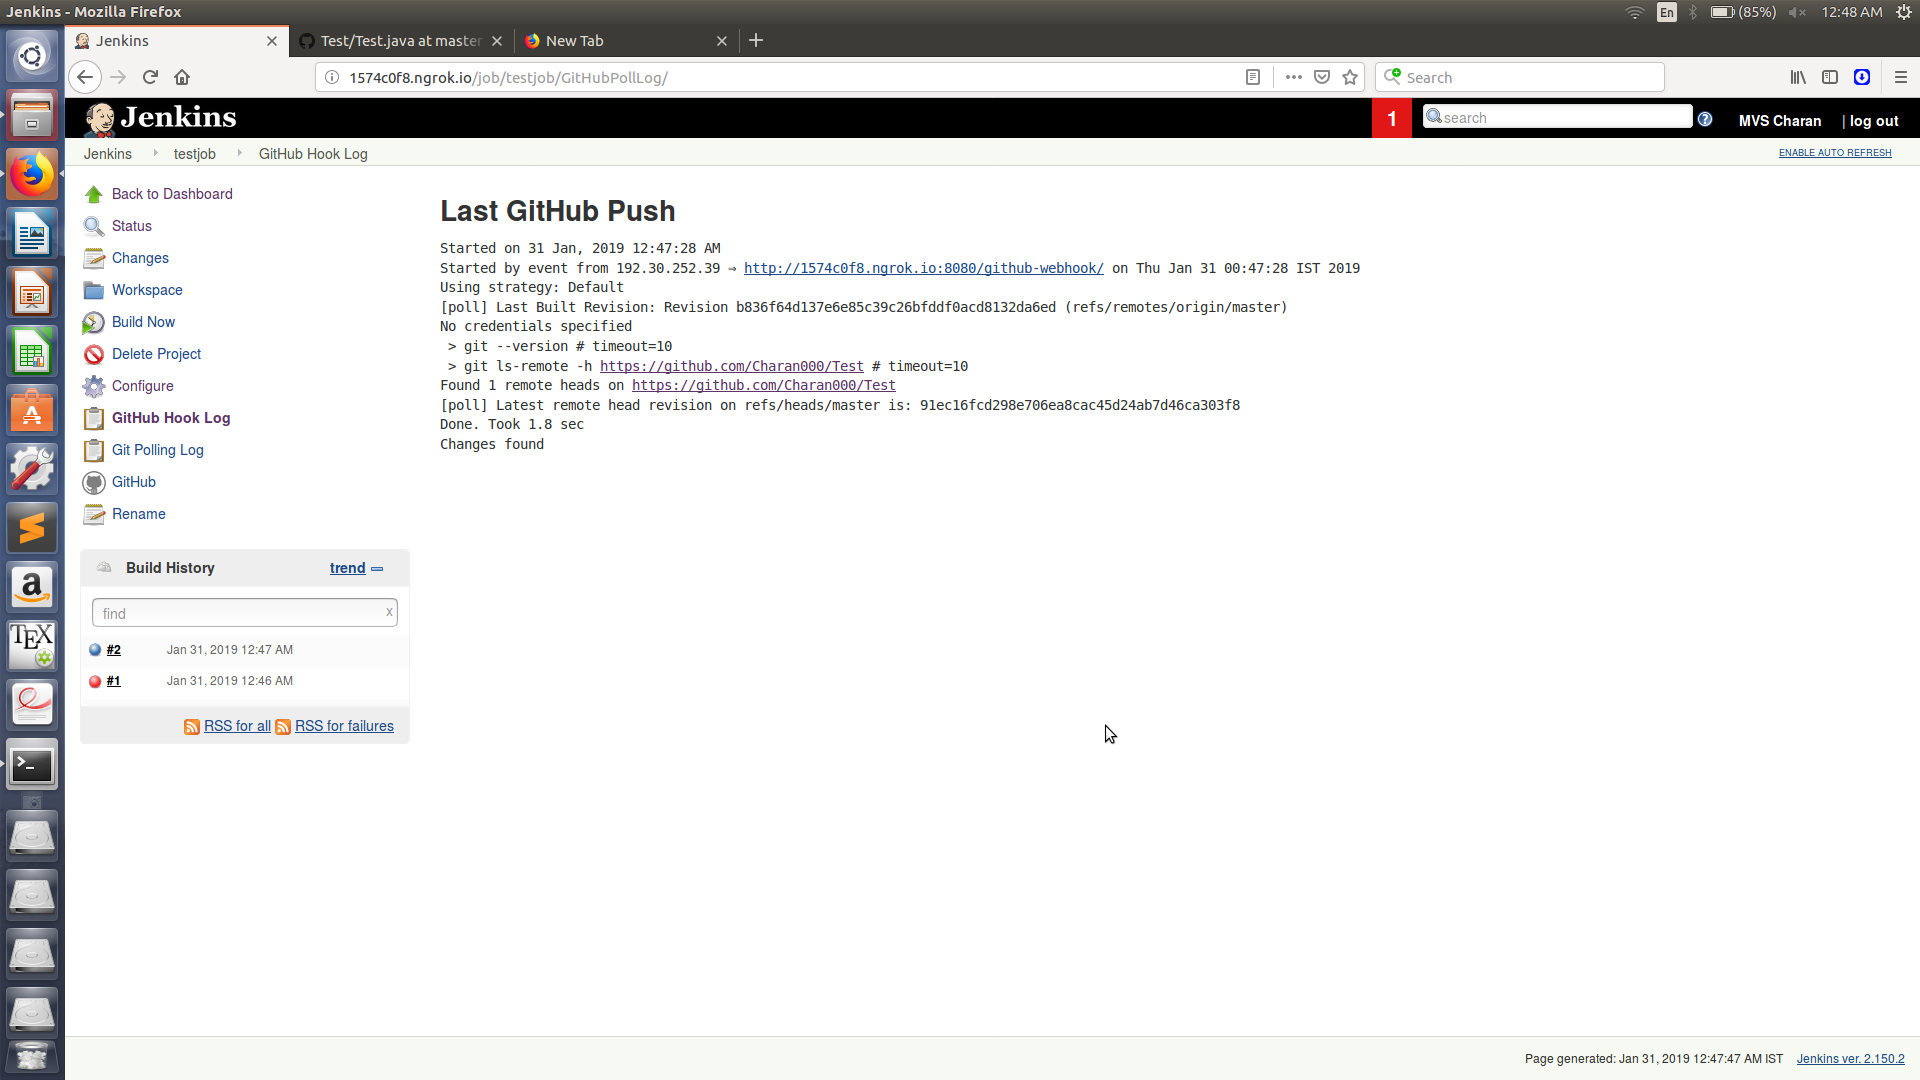 Jenkins - Mozilla Firefox
En
(85%)
12:48 AM
Jenkins
Test/Test.java at master
New Tab
1574c0f8.ngrok.io/job/testjob/GitHubPollLog/
Search
Jenkins
1
search
MVS Charan
| log out
Jenkins
testjob
GitHub Hook Log
ENABLE AUTO REFRESH
Back to Dashboard
Status
Changes
Workspace
Build Now
Delete Project
Configure
GitHub Hook Log
Git Polling Log
GitHub
Rename
Build History
trend
find
x
#2
Jan 31, 2019 12:47 AM
#1
Jan 31, 2019 12:46 AM
RSS for all
RSS for failures
Last GitHub Push
Started on 31 Jan, 2019 12:47:28 AM
Started by event from 192.30.252.39 ⇒ http://1574c0f8.ngrok.io:8080/github-webhook/ on Thu Jan 31 00:47:28 IST 2019
Using strategy: Default
[poll] Last Built Revision: Revision b836f64d137e6e85c39c26bfddf0acd8132da6ed (refs/remotes/origin/master)
No credentials specified
> git --version # timeout=10
> git ls-remote -h https://github.com/Charan000/Test # timeout=10
Found 1 remote heads on https://github.com/Charan000/Test
[poll] Latest remote head revision on refs/heads/master is: 91ec16fcd298e706ea8cac45d24ab7d46ca303f8
Done. Took 1.8 sec
Changes found
Page generated: Jan 31, 2019 12:47:47 AM IST
Jenkins ver. 2.150.2